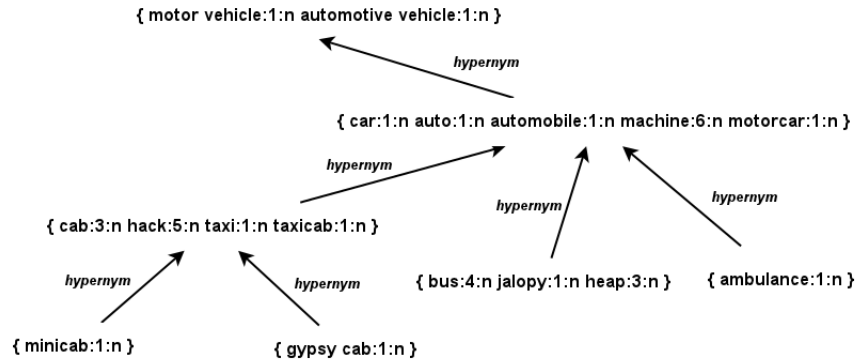 { motor vehicle:1:n automotive vehicle:1:n }
hypernym
{ car:1:n auto:1:n automobile:1:n machine:6:n motorcar:1:n }
hypernym
hypernym
hypernym
{ cab:3:n hack:5:n taxi:1:n taxicab:1:n }
hypernym
hypernym
{ bus:4:n jalopy:1:n heap:3:n }
{ ambulance:1:n }
{ minicab:1:n }
{ gypsy cab:1:n }